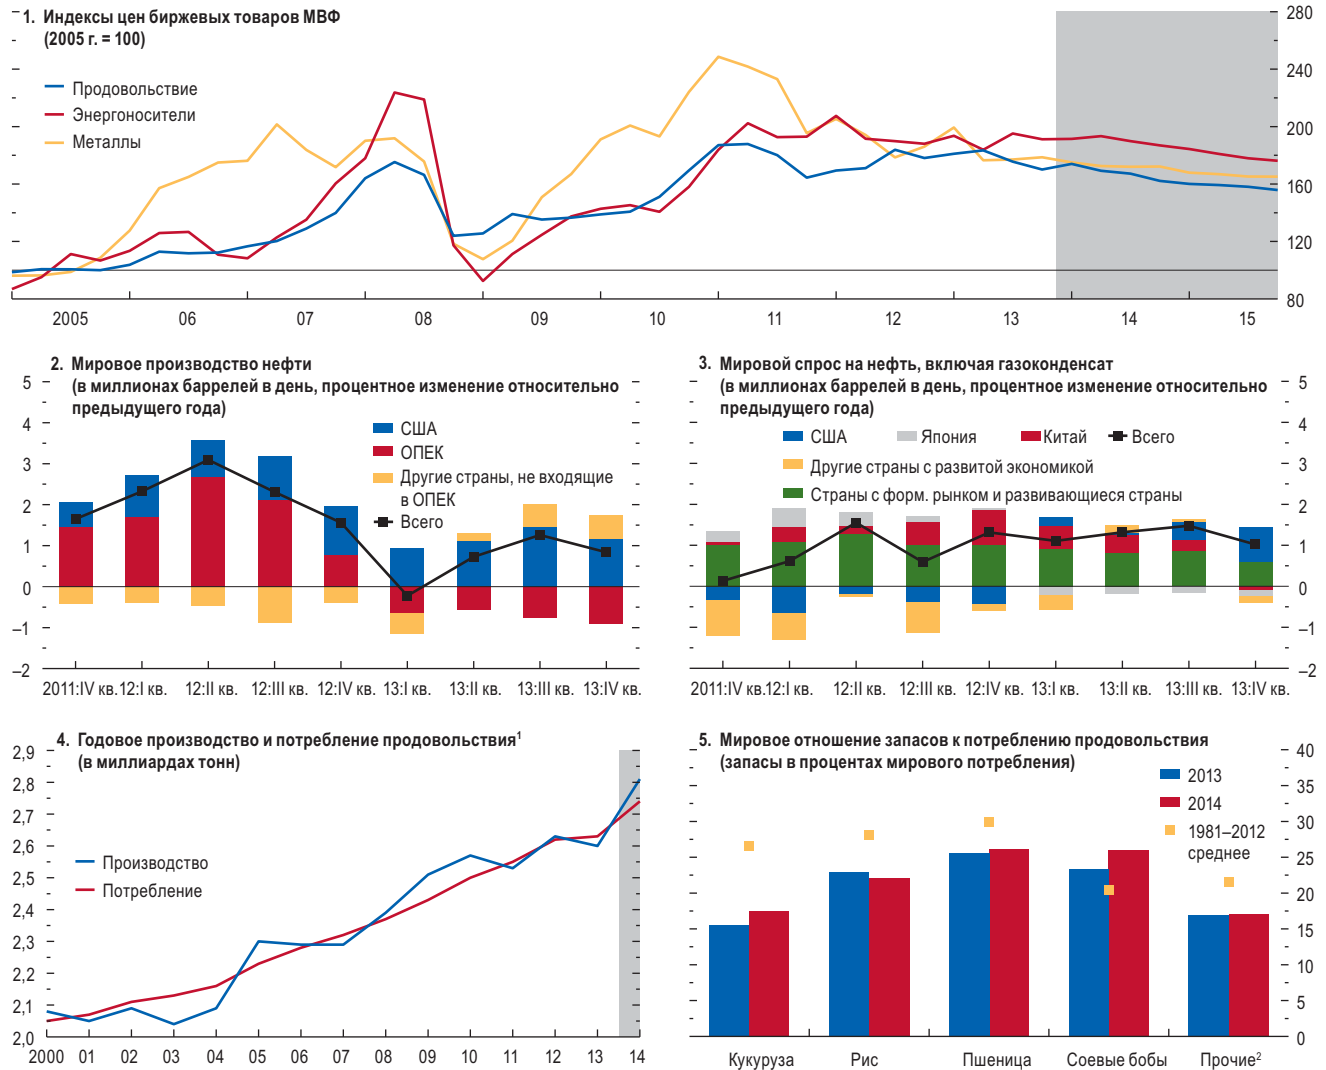 1. Индексы цен биржевых товаров МВФ
(2005 г. = 100)
Продовольствие
Энергоносители
Металлы
280
240
200
160
120
80
2005 06 07 08 09 10 11 12 13 14 15
2. Мировое производство нефти
(в миллионах баррелей в день, процентное изменение относительно
предыдущего года)
США
ОПЕК
Другие страны, не входящие
в ОПЕК
Всего
5
4
3
2
1
0
–1
–2
2011:IV кв. 12:I кв. 12:II кв. 12:III кв. 12:IV кв. 13:I кв. 13:II кв. 13:III кв. 13:IV кв.
3. Мировой спрос на нефть, включая газоконденсат
(в миллионах баррелей в день, процентное изменение относительно
предыдущего года)
США Япония Китай Всего
Другие страны с развитой экономикой
Страны с форм. рынком и развивающиеся страны
5
4
3
2
1
0
–1
–2
2011:IV кв. 12:I кв. 12:II кв. 12:III кв. 12:IV кв. 13:I кв. 13:II кв. 13:III кв. 13:IV кв.
4. Годовое производство и потребление продовольствия1
(в миллиардах тонн)
Производство
Потребление
2,9
2,8
2,7
2,6
2,5
2,4
2,3
2,2
2,1
2,0
2000 01 02 03 04 05 06 07 08 09 10 11 12 13 14
5. Мировое отношение запасов к потреблению продовольствия
(запасы в процентах мирового потребления)
2013
2014
1981–2012
среднее
40
35
30
25
20
15
10
5
0
Кукуруза Рис Пшеница Соевые бобы Прочие2